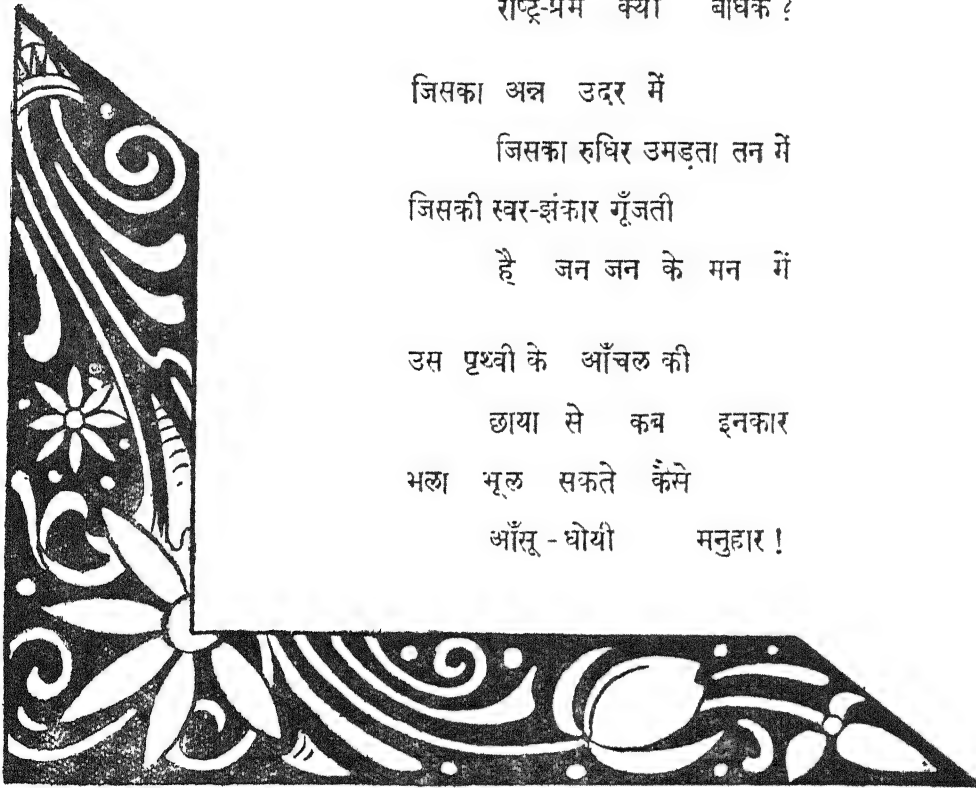 राष्ट्र-प्रेम क्यों बाधक ?
जिसका अन्न उदर में
जिसका रुधिर उमड़ता तन में
जिसकी स्वर-झंकार गूँजती
है जन जन के मन में
उस पृथ्वी के आँचल की
छाया से कब इनकार
भला भूल सकते कैसे
आँसू - धोयी मनुहार !